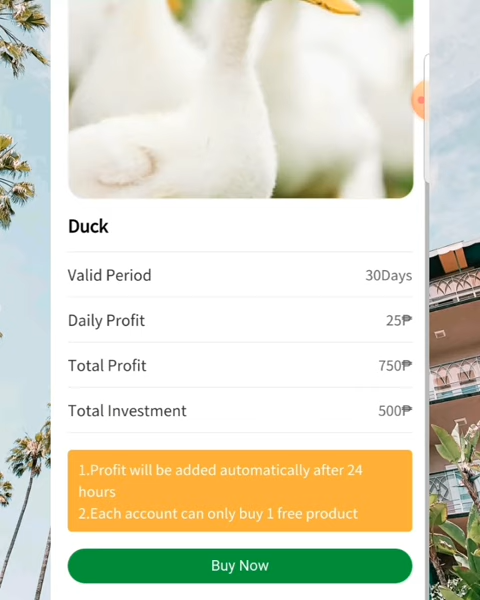 Duck
Valid Period 30Days
Daily Profit 25₱
Total Profit 750₱
Total Investment 500₱
1.Profit will be added automatically after 24
hours
2.Each account can only buy 1 free product
Buy Now